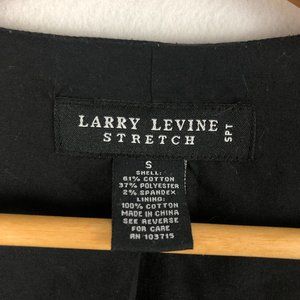 LARRY LEVINE
STRETCH
SPT
S
SHELL:
61% COTTON
37% POLYESTER
2% SPANDEX
LINING:
100% COTTON
MADE IN CHINA
SEE REVERSE
FOR CARE
RN 103715